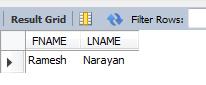 Result Grid Filter Rows:
FNAME LNAME
Ramesh Narayan